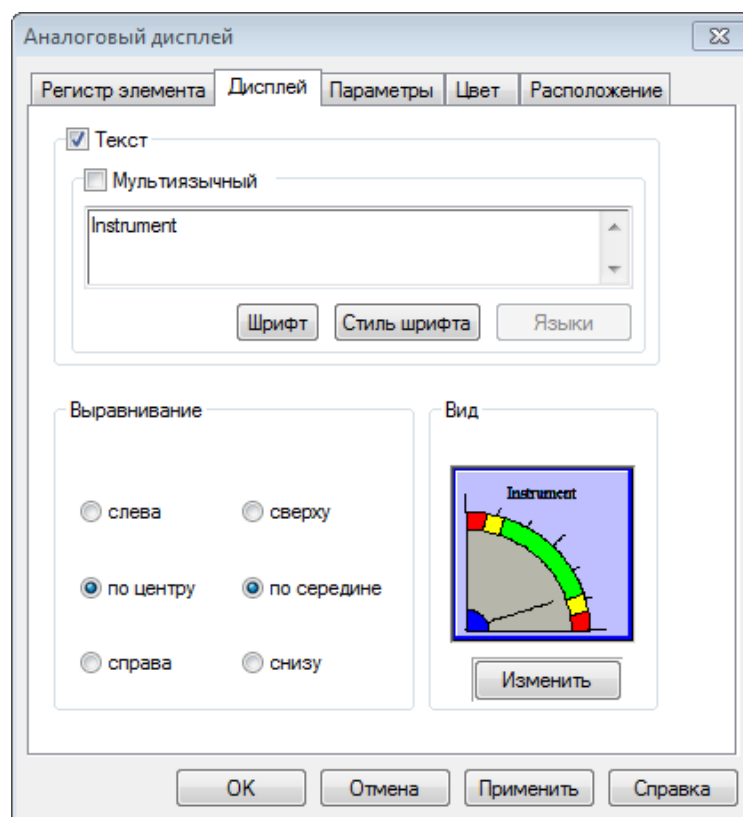 Аналоговый дисплей
Регистр элемента Дисплей Параметры Цвет Расположение
Текст
Мультиязычный
Instrument
Шрифт Стиль шрифта Языки
Выравнивание Вид
Instrument
слева сверху
по центру по середине
справа снизу
Изменить
OK Отмена Применить Справка